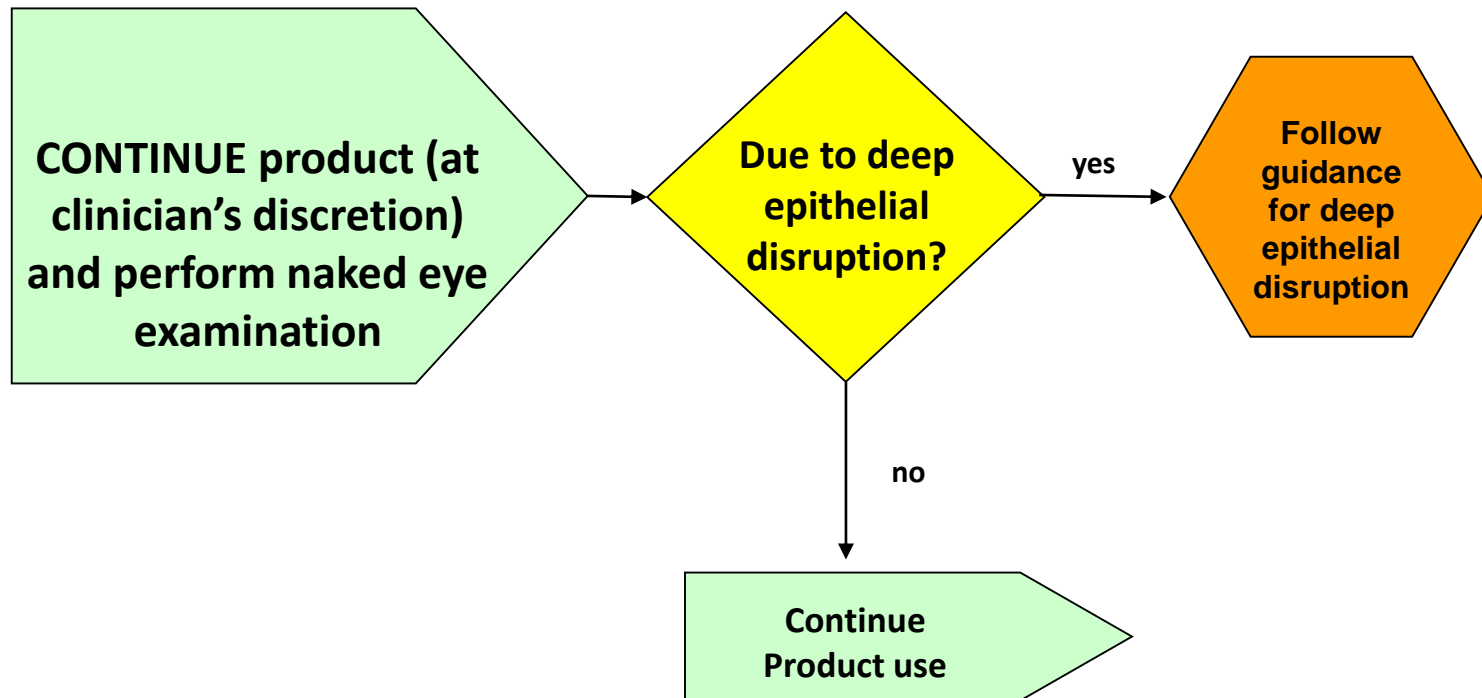 CONTINUE product (at
clinician’s discretion)
and perform naked eye
examination
Due to deep
epithelial
disruption?
yes
Follow
guidance
for deep
epithelial
disruption
no
Continue
Product use